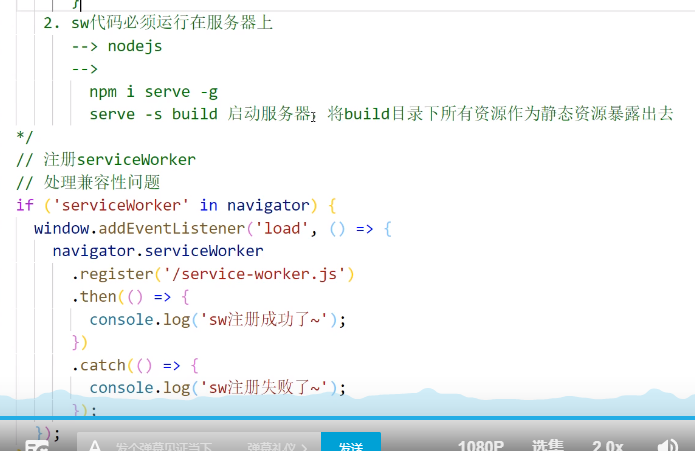 }
2. sw代码必须运行在服务器上
--> nodejs
-->
npm i serve -g
serve -s build 启动服务器，将build目录下所有资源作为静态资源暴露出去
*/
// 注册serviceWorker
// 处理兼容性问题
if ('serviceWorker' in navigator) {
window.addEventListener('load', () => {
navigator.serviceWorker
.register('/service-worker.js')
.then(() => {
console.log('sw注册成功了~');
})
.catch(() => {
console.log('sw注册失败了~');
});
});
发个弹幕见证当下 弹幕礼仪 > 发送 1080P 选集 2.0x